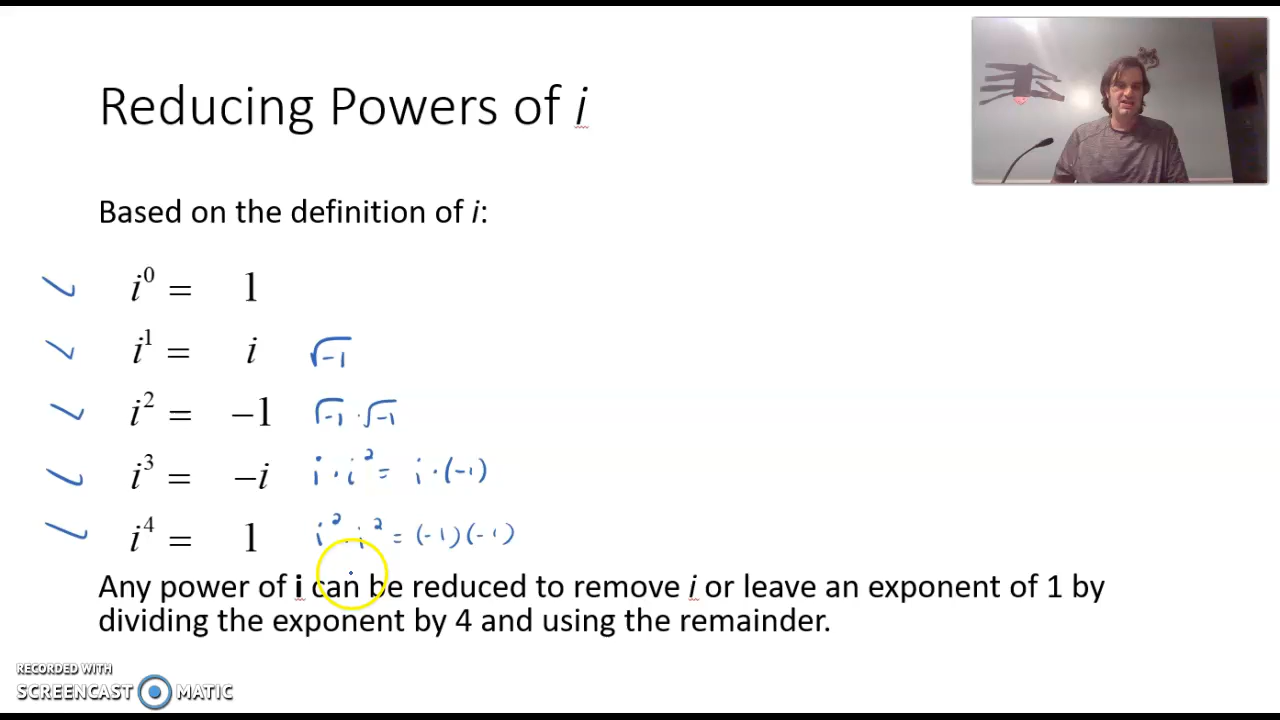 Reducing Powers of i
Based on the definition of i:
i⁰ = 1
i¹ = i √-1
i² = −1 √-1 · √-1
i³ = −i i · i² = i · (-1)
i⁴ = 1 i² · i² = (-1)(-1)
Any power of i can be reduced to remove i or leave an exponent of 1 by
dividing the exponent by 4 and using the remainder.
RECORDED WITH
SCREENCAST MATIC